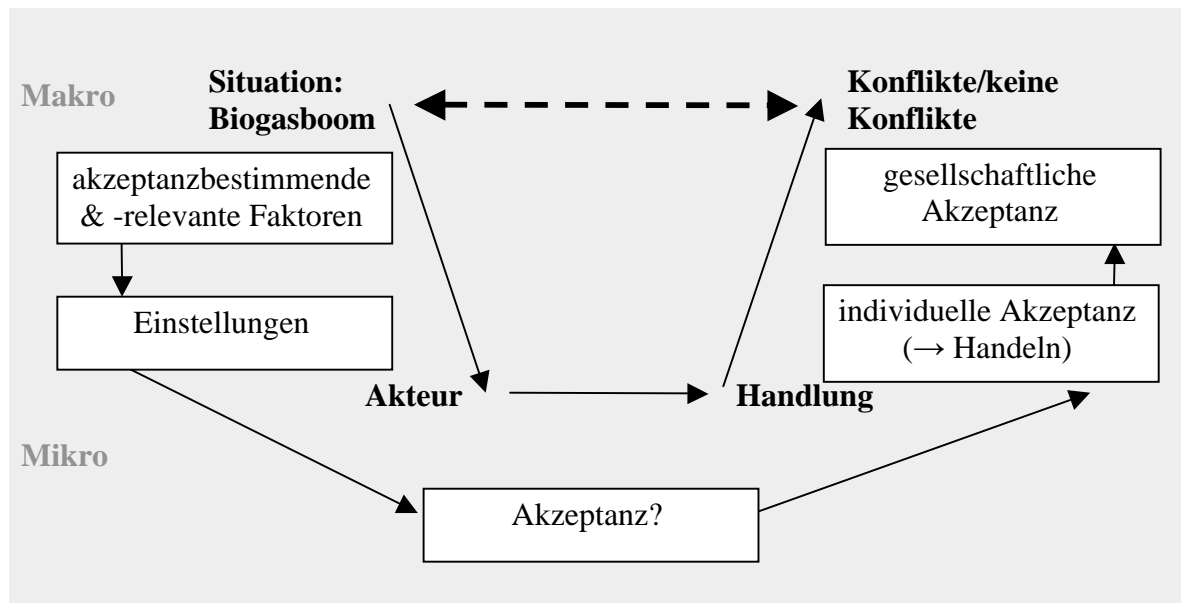 Makro
Situation:
Biogasboom
Konflikte/keine
Konflikte
akzeptanzbestimmende
& -relevante Faktoren
gesellschaftliche
Akzeptanz
Einstellungen
individuelle Akzeptanz
(→ Handeln)
Akteur
Handlung
Mikro
Akzeptanz?